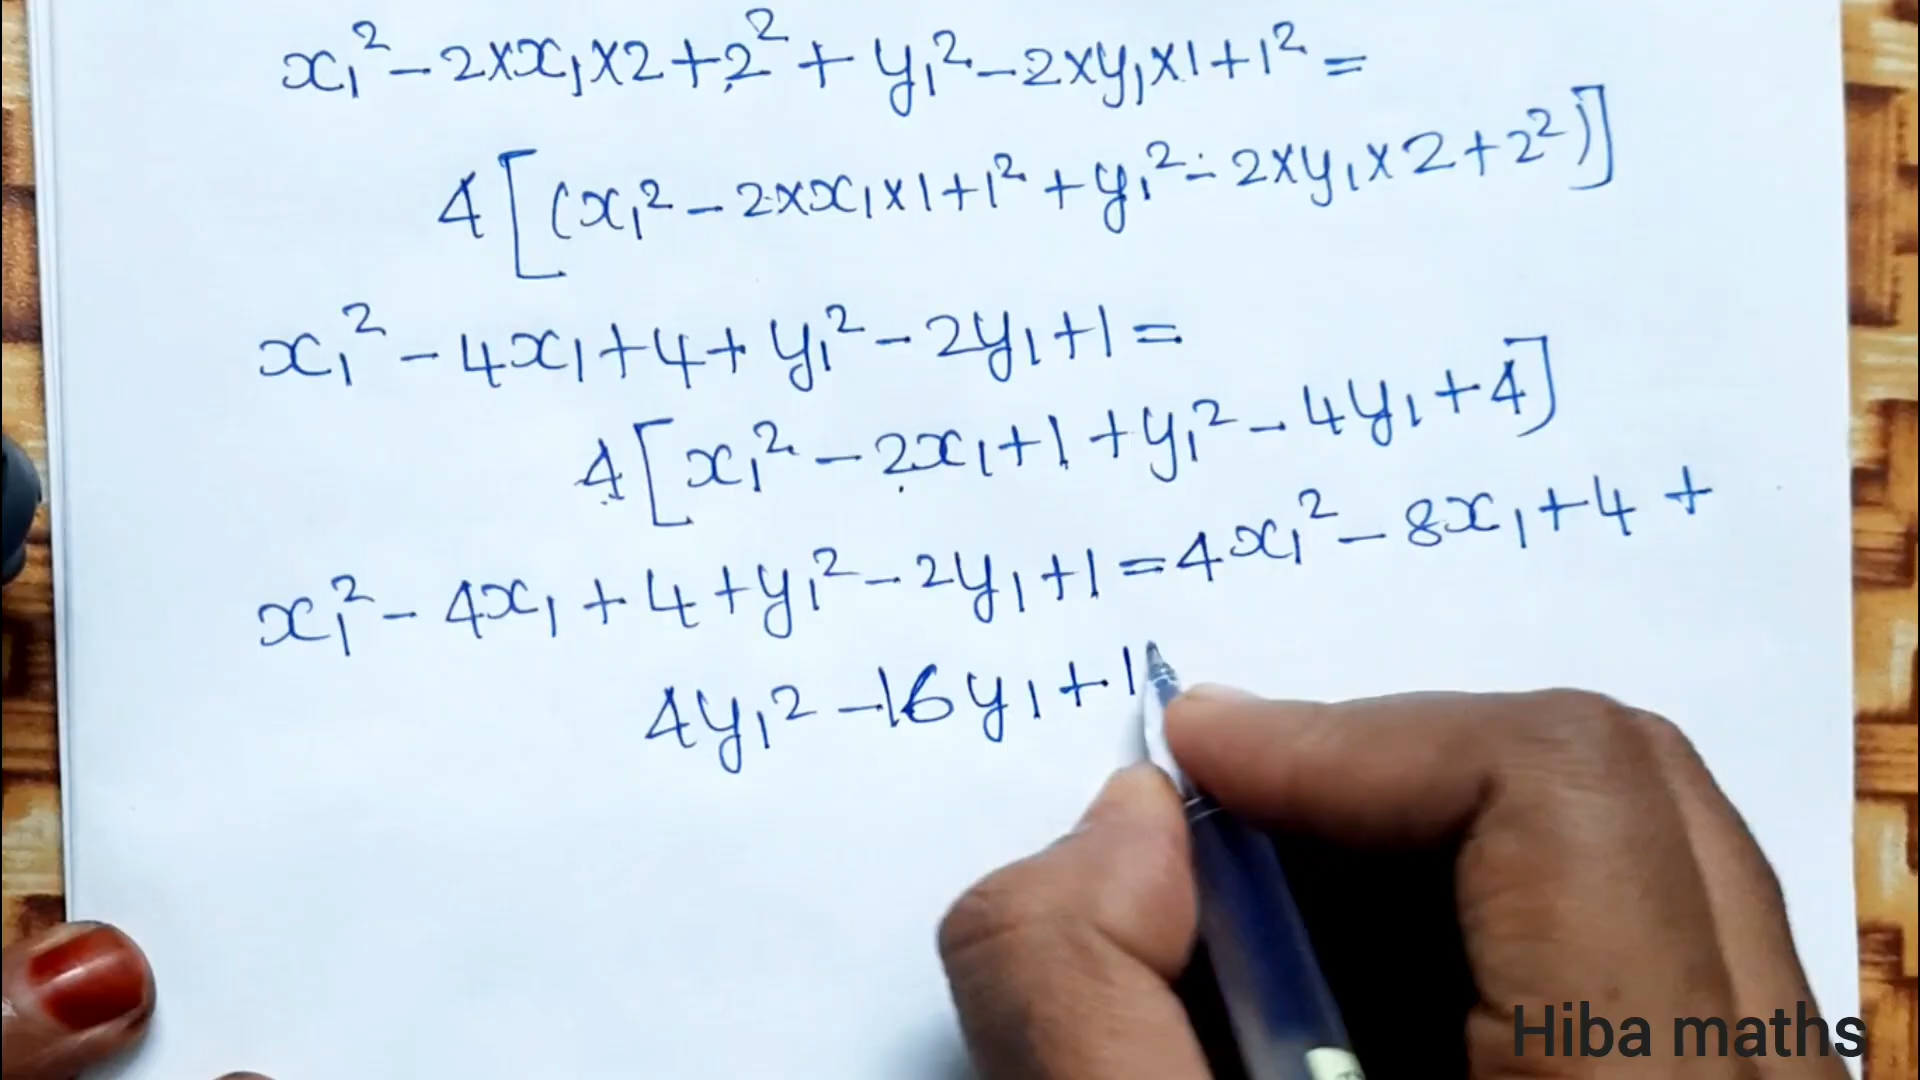 x₁² - 2×x₁×2 + 2² + y₁² - 2×y₁×1 + 1² =
4[(x₁² - 2×x₁×1 + 1² + y₁² - 2×y₁×2 + 2²)]
x₁² - 4x₁ + 4 + y₁² - 2y₁ + 1 =
4[x₁² - 2x₁ + 1 + y₁² - 4y₁ + 4]
x₁² - 4x₁ + 4 + y₁² - 2y₁ + 1 = 4x₁² - 8x₁ + 4 +
4y₁² - 16y₁ + 1
Hiba maths